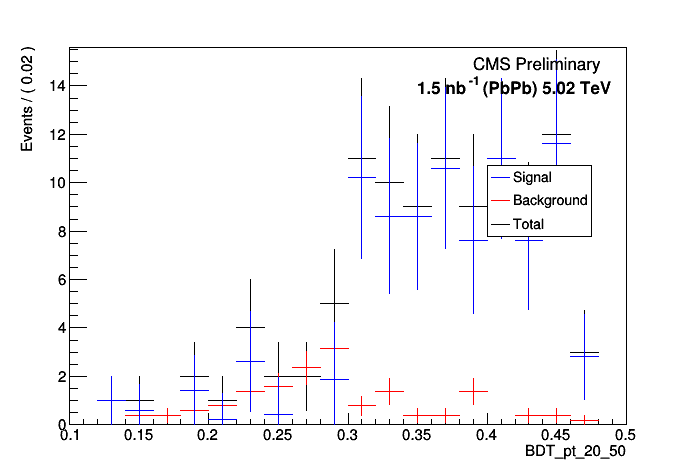 CMS Preliminary
1.5 nb-1 (PbPb) 5.02 TeV
Events / ( 0.02 )
14
12
10
8
6
4
2
0
Signal
Background
Total
0.1 0.15 0.2 0.25 0.3 0.35 0.4 0.45 0.5
BDT_pt_20_50